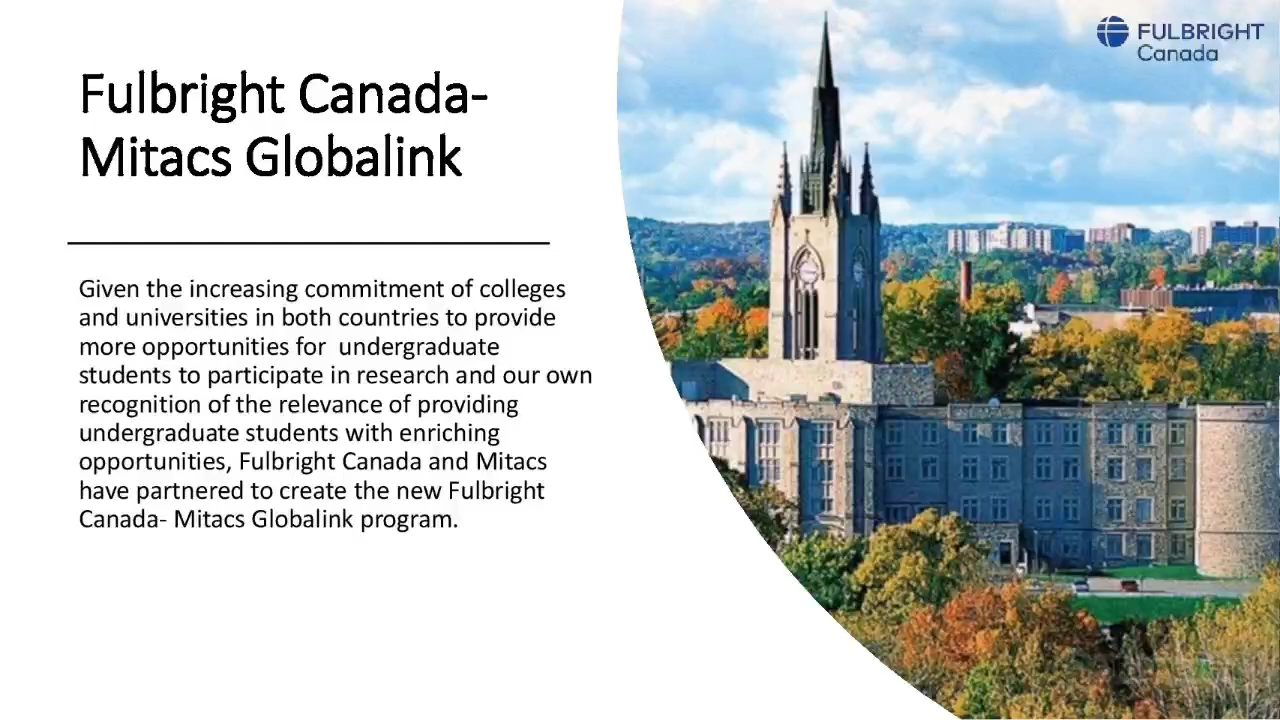 Fulbright Canada-
Mitacs Globalink
Given the increasing commitment of colleges
and universities in both countries to provide
more opportunities for  undergraduate
students to participate in research and our own
recognition of the relevance of providing
undergraduate students with enriching
opportunities, Fulbright Canada and Mitacs
have partnered to create the new Fulbright
Canada- Mitacs Globalink program.
FULBRIGHT
Canada